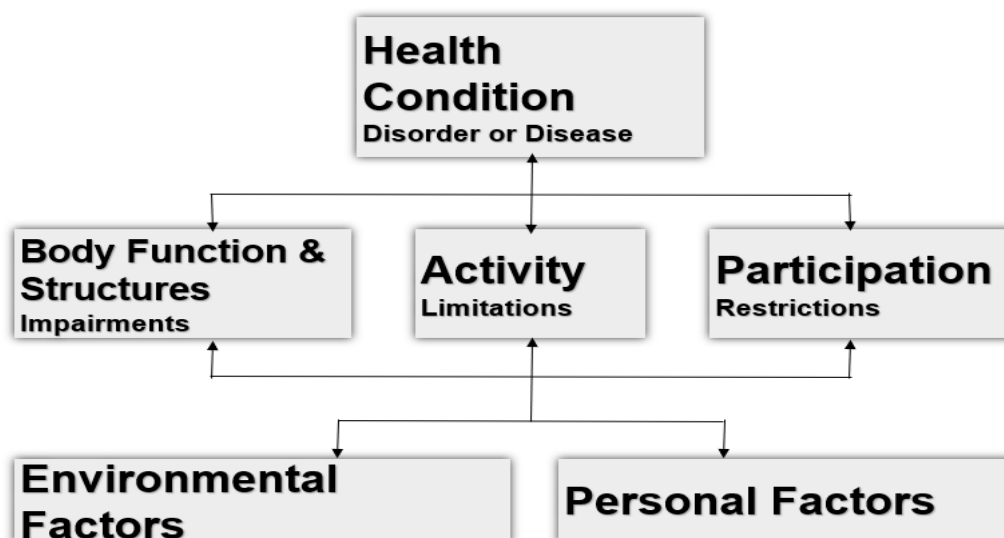 Health
Condition
Disorder or Disease
Body Function &
Structures
Impairments
Activity
Limitations
Participation
Restrictions
Environmental
Factors
Personal Factors